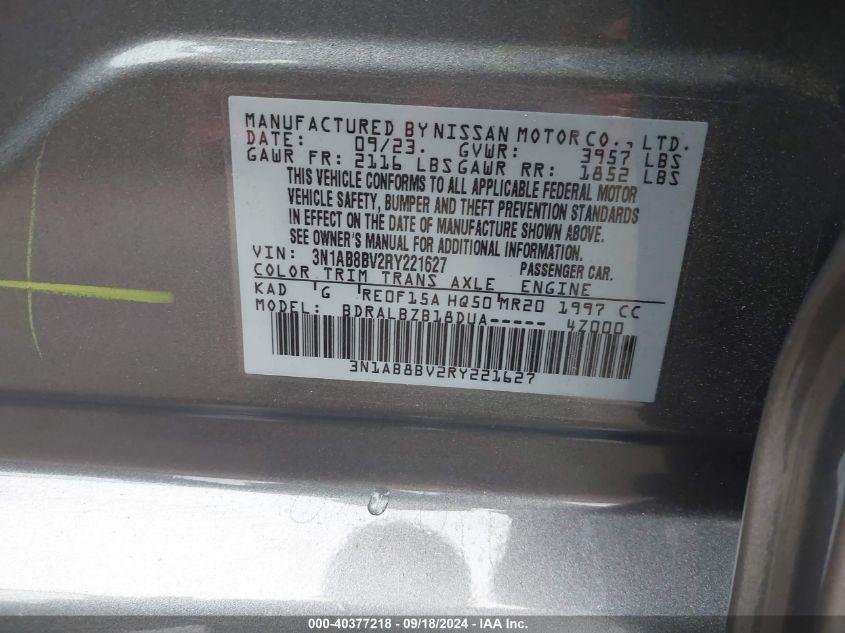 MANUFACTURED BY NISSAN MOTOR CO., LTD.
DATE: 09/23. GVWR: 3957 LBS
GAWR FR: 2116 LBS GAWR RR: 1852 LBS
THIS VEHICLE CONFORMS TO ALL APPLICABLE FEDERAL MOTOR
VEHICLE SAFETY, BUMPER AND THEFT PREVENTION STANDARDS
IN EFFECT ON THE DATE OF MANUFACTURE SHOWN ABOVE.
SEE OWNER'S MANUAL FOR ADDITIONAL INFORMATION.
VIN: 3N1AB8BV2RY221627 PASSENGER CAR.
COLOR TRIM TRANS AXLE ENGINE
KAD G RE0F15A HQ50 MR20 1997 CC
MODEL: BDRALBZB18DUA----- 4Z000
3N1AB8BV2RY221627
000-40377218 - 09/18/2024 - IAA Inc.